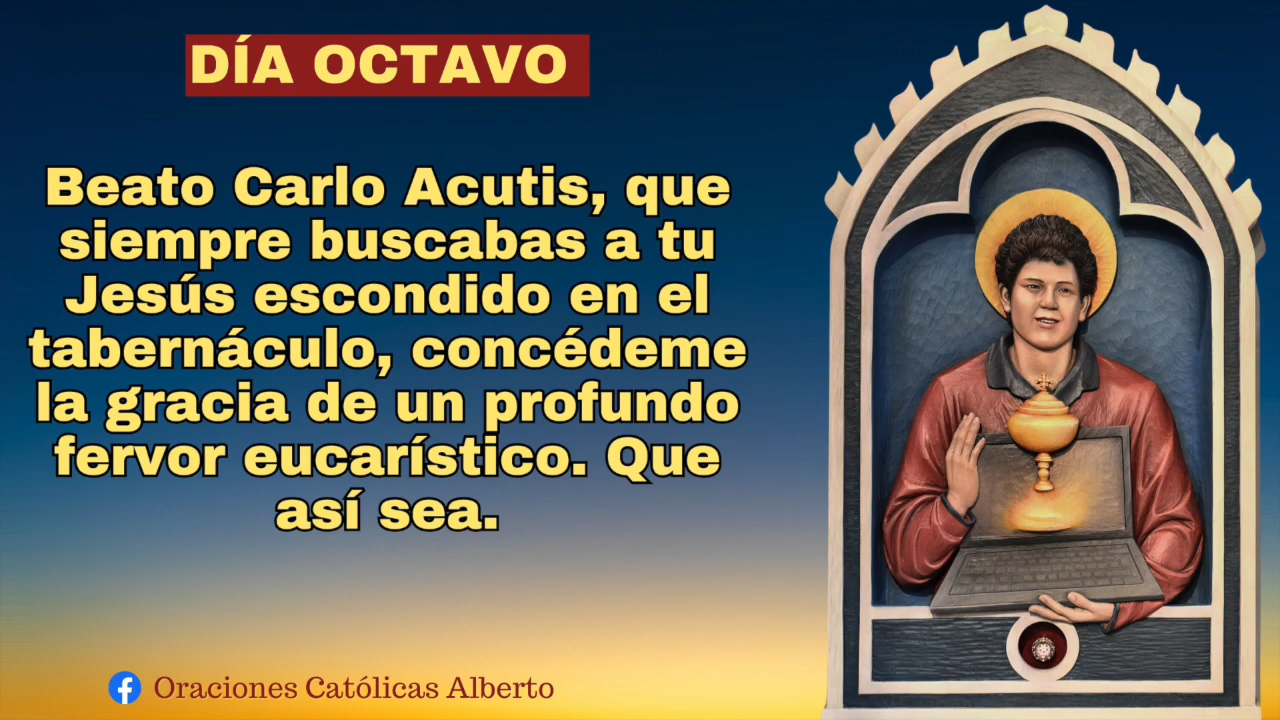 DÍA OCTAVO
Beato Carlo Acutis, que
siempre buscabas a tu
Jesús escondido en el
tabernáculo, concédeme
la gracia de un profundo
fervor eucarístico. Que
así sea.
Oraciones Católicas Alberto